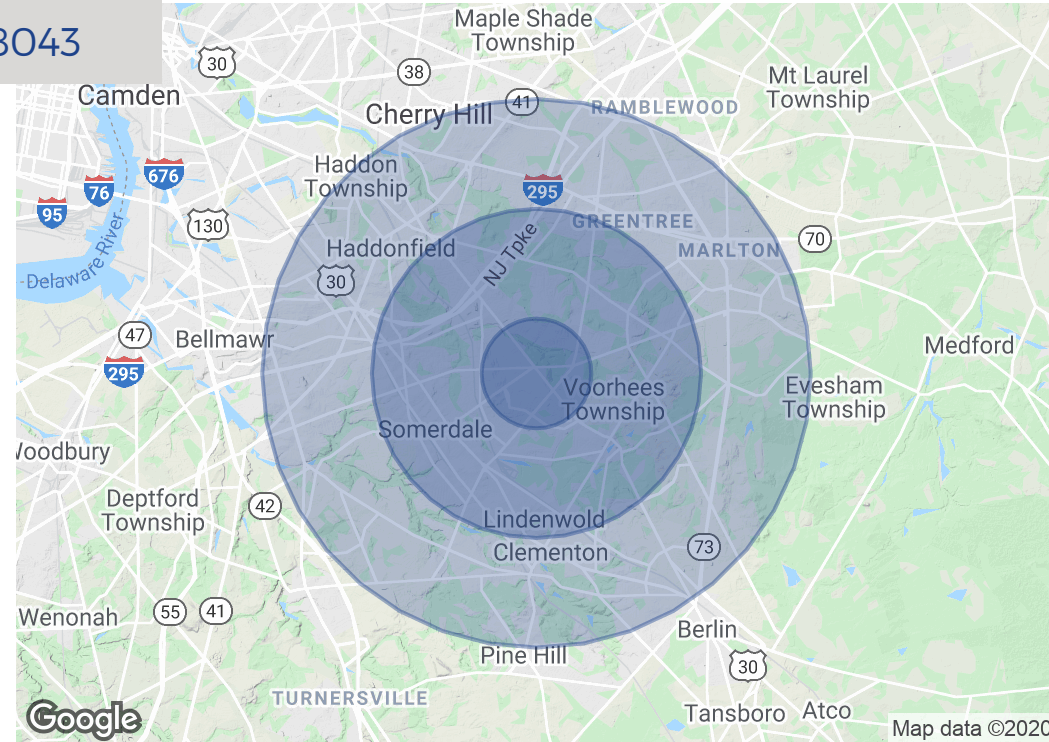 8043
Maple Shade
Township
30
38
Mt Laurel
Township
Camden
Cherry Hill
41
RAMBLEWOOD
Haddon
Township
676
76
295
95
130
GREENTREE
NJ Tpke
Haddonfield
MARLTON
70
Delaware River
30
47
Bellmawr
Medford
295
Voorhees
Township
Evesham
Township
Somerdale
Woodbury
Deptford
Township
42
Lindenwold
Clementon
73
Wenonah
55
41
Berlin
Pine Hill
30
TURNERSVILLE
Tansboro
Atco
Google
Map data ©2020